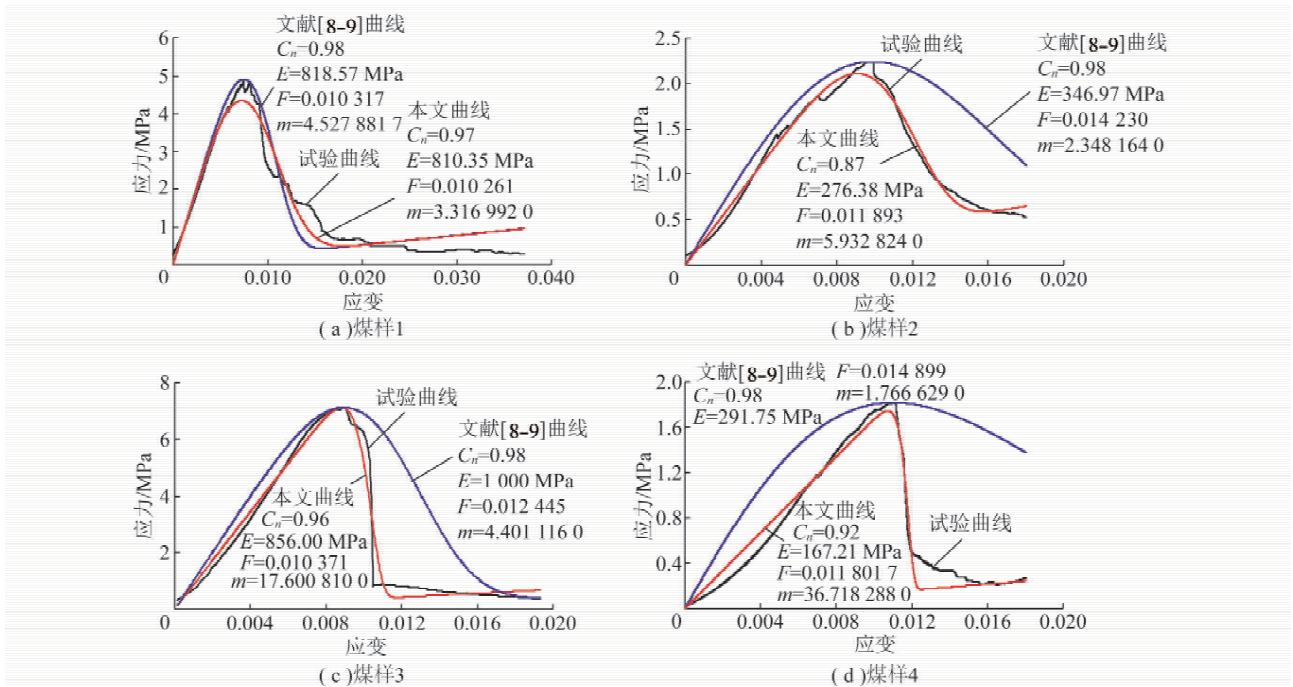 文献[8-9]曲线
Cn=0.98
E=818.57 MPa
F=0.010 317
m=4.527 881 7
本文曲线
Cn=0.97
E=810.35 MPa
F=0.010 261
m=3.316 992 0
试验曲线
应力/MPa
6
5
4
3
2
1
0
0.010
0.020
0.030
0.040
应变
( a )煤样1
试验曲线
文献[8-9]曲线
Cn=0.98
E=346.97 MPa
F=0.014 230
m=2.348 164 0
本文曲线
Cn=0.87
E=276.38 MPa
F=0.011 893
m=5.932 824 0
应力/MPa
2.5
2.0
1.5
1.0
0.5
0
0.004
0.008
0.012
0.016
0.020
应变
( b )煤样2
试验曲线
文献[8-9]曲线
Cn=0.98
E=1 000 MPa
F=0.012 445
m=4.401 116 0
本文曲线
Cn=0.96
E=856.00 MPa
F=0.010 371
m=17.600 810 0
应力/MPa
8
6
4
2
0
0.004
0.008
0.012
0.016
0.020
应变
( c )煤样3
文献[8-9]曲线
Cn=0.98
E=291.75 MPa
F=0.014 899
m=1.766 629 0
本文曲线
Cn=0.92
E=167.21 MPa
F=0.011 801 7
m=36.718 288 0
试验曲线
应力/MPa
2.0
1.6
1.2
0.8
0.4
0
0.004
0.008
0.012
0.016
0.020
应变
( d )煤样4